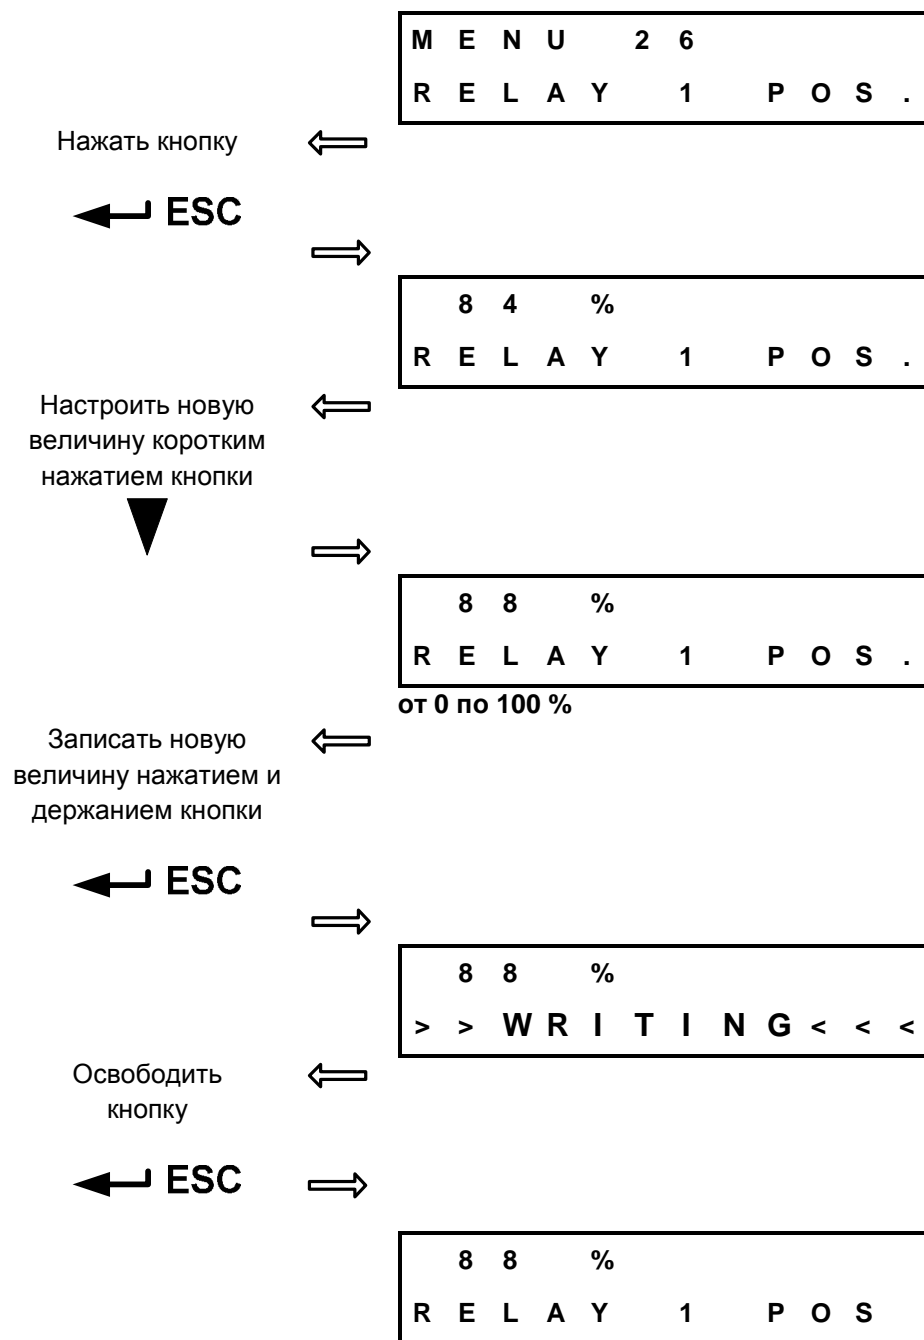 MENU 26
RELAY 1 POS.
Нажать кнопку
ESC
84 %
RELAY 1 POS.
Настроить новую
величину коротким
нажатием кнопки
88 %
RELAY 1 POS.
от 0 по 100 %
Записать новую
величину нажатием и
держанием кнопки
ESC
88 %
>>WRITING<<<
Освободить
кнопку
ESC
88 %
RELAY 1 POS